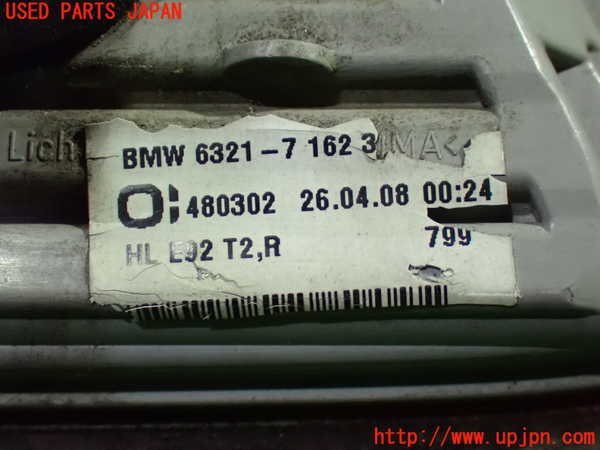 USED PARTS JAPAN
Lich
BMW 6321-7 162 3
MMA<
O; 480302 26.04.08 00:24
HL E92 T2,R 799
http://www.upjpn.com/